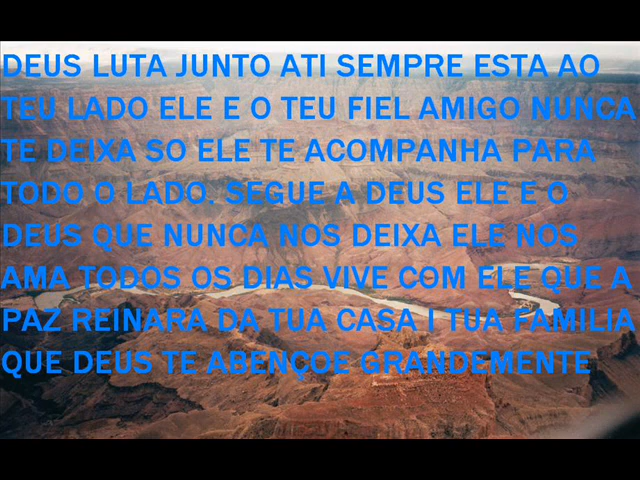 DEUS LUTA JUNTO ATI SEMPRE ESTA AO
TEU LADO ELE E O TEU FIEL AMIGO NUNCA
TE DEIXA SO ELE TE ACOMPANHA PARA
TODO O LADO. SEGUE A DEUS ELE E O
DEUS QUE NUNCA NOS DEIXA ELE NOS
AMA TODOS OS DIAS VIVE COM ELE QUE A
PAZ REINARA DA TUA CASA I TUA FAMILIA
QUE DEUS TE ABENÇOE GRANDEMENTE